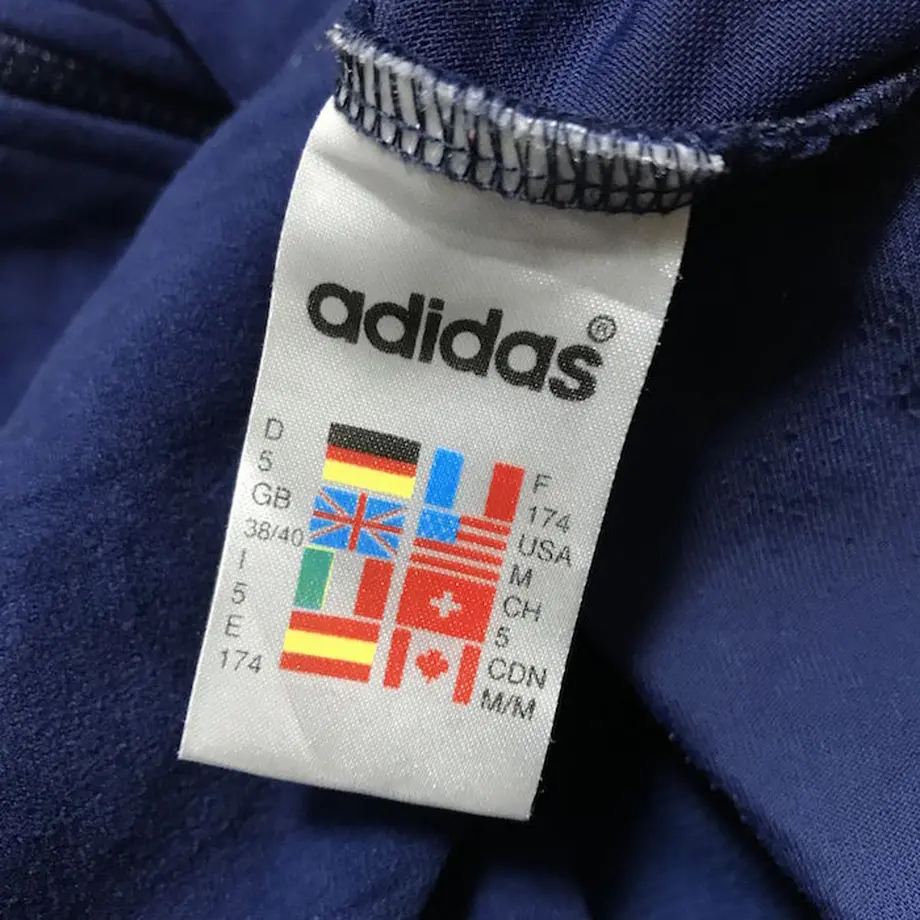 adidas®
D
5
GB
38/40
I
5
E
174
F
174
USA
M
CH
5
CDN
M/M